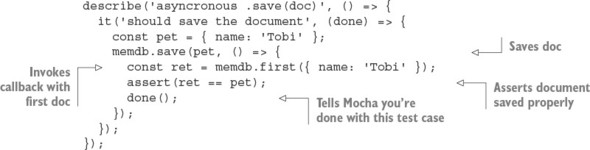 describe('asyncronous .save(doc)', () => {
it('should save the document', (done) => {
const pet = { name: 'Tobi' };
memdb.save(pet, () => {
Saves doc
Invokes
callback with
first doc
const ret = memdb.first({ name: 'Tobi' });
assert(ret == pet);
Asserts document
saved properly
done();
Tells Mocha you're
done with this test case
});
});
});